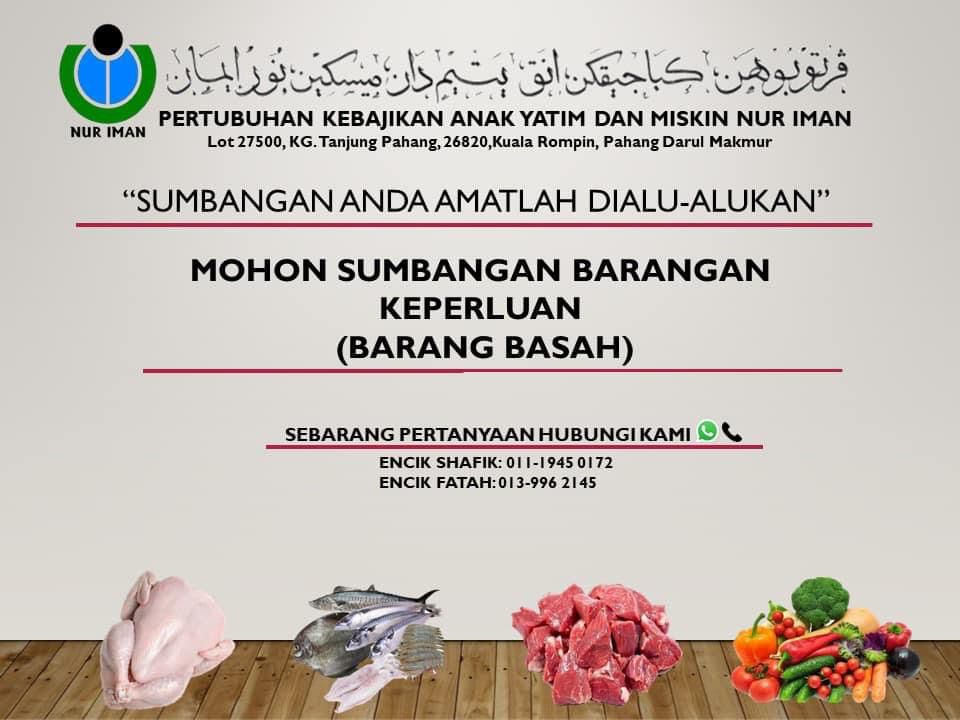 ڤرتوبوهن كباجيقكن انق يتيم دان ميسكين نور ايمان
NUR IMAN
PERTUBUHAN KEBAJIKAN ANAK YATIM DAN MISKIN NUR IMAN
Lot 27500, KG. Tanjung Pahang, 26820,Kuala Rompin, Pahang Darul Makmur
“SUMBANGAN ANDA AMATLAH DIALU-ALUKAN”
MOHON SUMBANGAN BARANGAN
KEPERLUAN
(BARANG BASAH)
SEBARANG PERTANYAAN HUBUNGI KAMI
ENCIK SHAFIK: 011-1945 0172
ENCIK FATAH: 013-996 2145